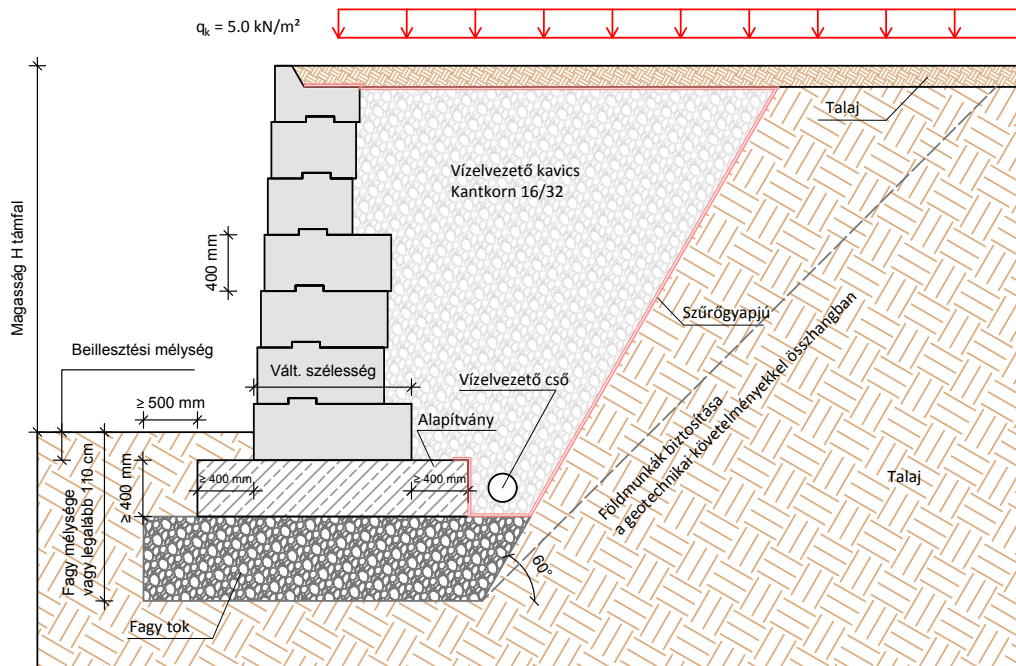 qk = 5.0 kN/m²
Talaj
Vízelvezető kavics
Kantkorn 16/32
Magasság H támfal
400 mm
Szűrőgyapjú
Beillesztési mélység
Vált. szélesség
Vízelvezető cső
≥ 500 mm
Alapítvány
Földmunkák biztosítása
a geotechnikai követelményekkel összhangban
Talaj
≥ 400 mm
≥ 400 mm
≥ 400 mm
Fagy mélysége
vagy legalább 110 cm
60°
Fagy tok